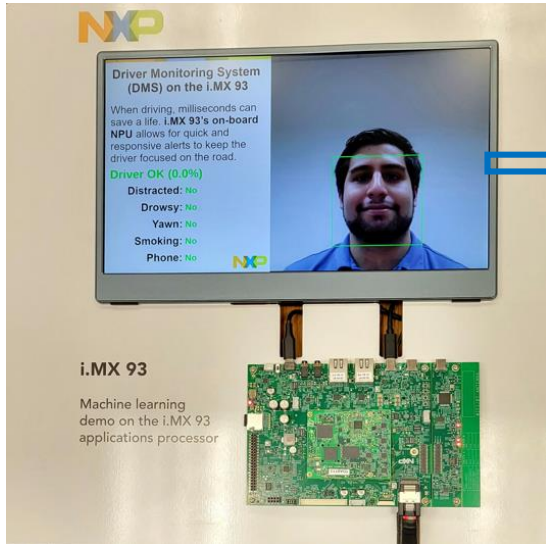 NXP
Driver Monitoring System
(DMS) on the i.MX 93
When driving, milliseconds can
save a life. i.MX 93's on-board
NPU allows for quick and
responsive alerts to keep the
driver focused on the road.
Driver OK (0.0%)
Distracted: No
Drowsy: No
Yawn: No
Smoking: No
Phone: No
NXP
i.MX 93
Machine learning
demo on the i.MX 93
applications processor